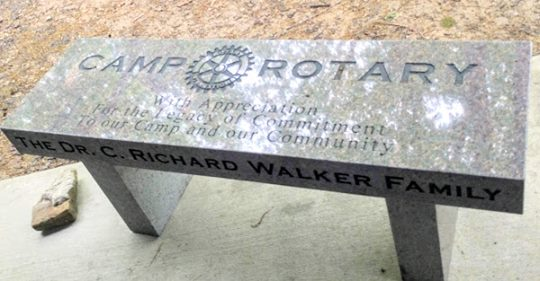 CAMP ROTARY
With Appreciation
For the Legacy of Commitment
To our Camp and our Community
THE DR. C. RICHARD WALKER FAMILY